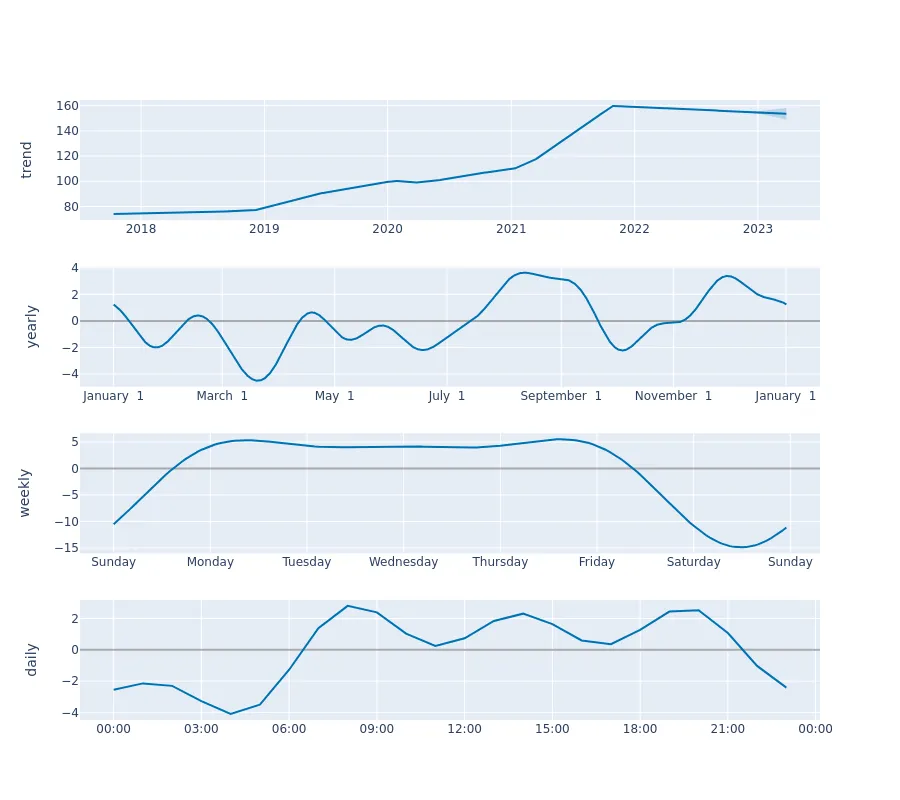 trend
160
140
120
100
80
2018 2019 2020 2021 2022 2023
yearly
4
2
0
−2
−4
January 1 March 1 May 1 July 1 September 1 November 1 January 1
weekly
5
0
−5
−10
−15
Sunday Monday Tuesday Wednesday Thursday Friday Saturday Sunday
daily
2
0
−2
−4
00:00 03:00 06:00 09:00 12:00 15:00 18:00 21:00 00:00